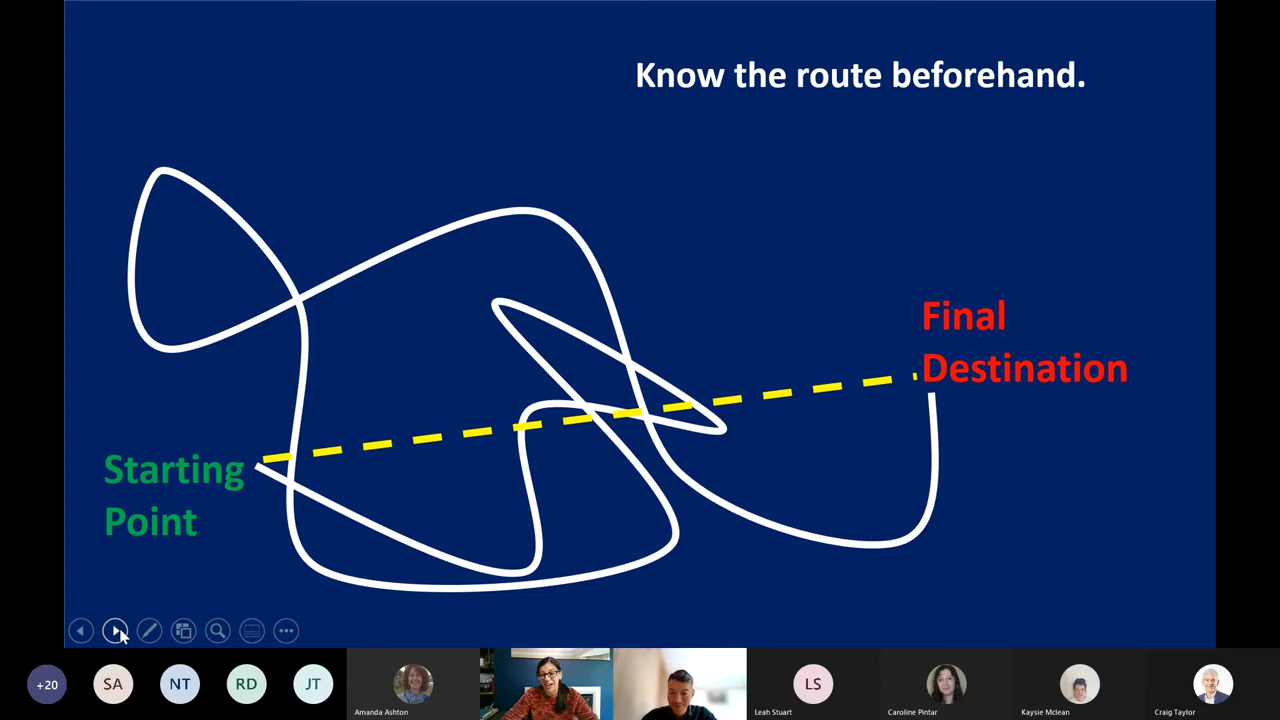 Know the route beforehand.
Final
Destination
Starting
Point
+20
SA
NT
RD
JT
LS
Amanda Ashton
Leah Stuart
Caroline Pintar
Kaysie Mclean
Craig Taylor